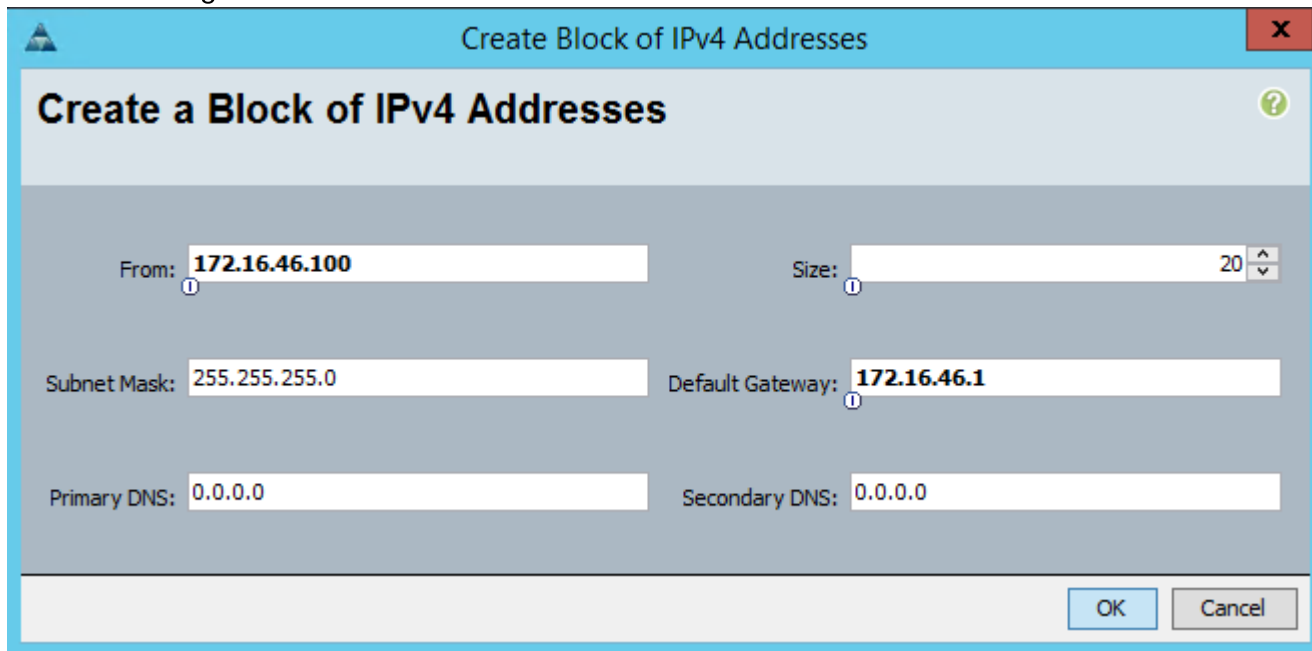 Create Block of IPv4 Addresses
x
Create a Block of IPv4 Addresses
?
From: 172.16.46.100 Size: 20
Subnet Mask: 255.255.255.0 Default Gateway: 172.16.46.1
Primary DNS: 0.0.0.0 Secondary DNS: 0.0.0.0
OK Cancel